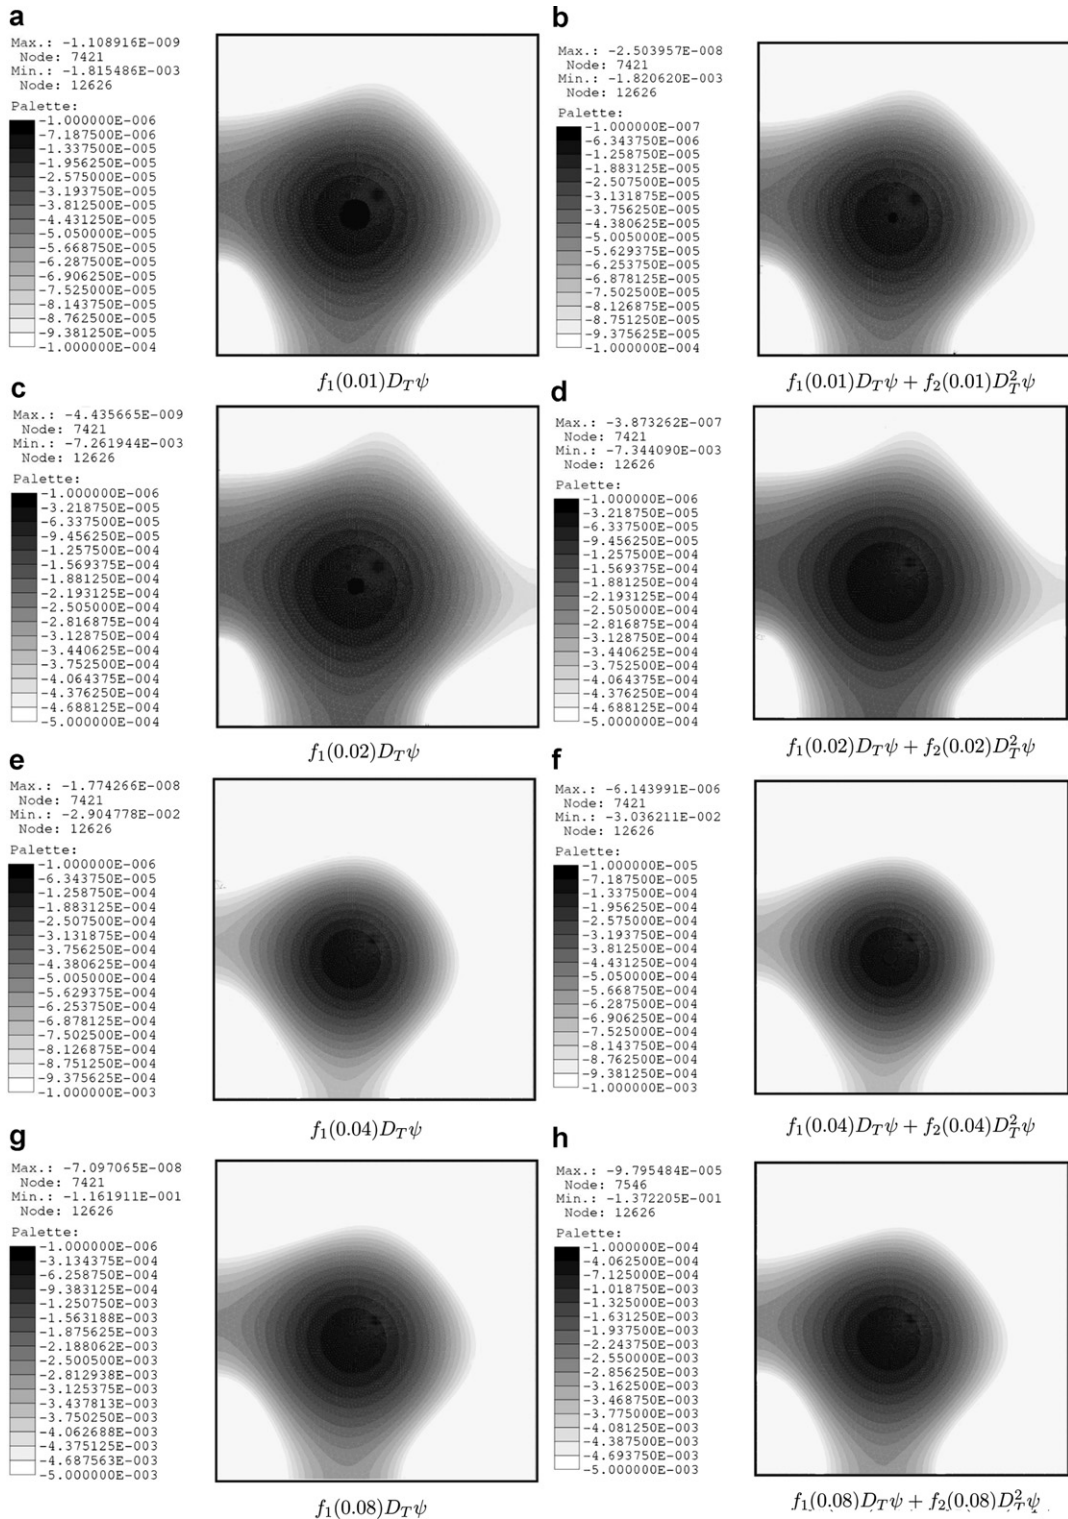 a
Max.: -1.108916E-009
Node: 7421
Min.: -1.815486E-003
Node: 12626
Palette:
-1.000000E-006
-7.187500E-006
-1.337500E-005
-1.956250E-005
-2.575000E-005
-3.193750E-005
-3.812500E-005
-4.431250E-005
-5.050000E-005
-5.668750E-005
-6.287500E-005
-6.906250E-005
-7.525000E-005
-8.143750E-005
-8.762500E-005
-9.381250E-005
-1.000000E-004
f₁(0.01)D_Tψ
b
Max.: -2.503957E-008
Node: 7421
Min.: -1.820620E-003
Node: 12626
Palette:
-1.000000E-007
-6.343750E-006
-1.258750E-005
-1.883125E-005
-2.507500E-005
-3.131875E-005
-3.756250E-005
-4.380625E-005
-5.005000E-005
-5.629375E-005
-6.253750E-005
-6.878125E-005
-7.502500E-005
-8.126875E-005
-8.751250E-005
-9.375625E-005
-1.000000E-004
f₁(0.01)D_Tψ + f₂(0.01)D²_Tψ
c
Max.: -4.435665E-009
Node: 7421
Min.: -7.261944E-003
Node: 12626
Palette:
-1.000000E-006
-3.218750E-005
-6.337500E-005
-9.456250E-005
-1.257500E-004
-1.569375E-004
-1.881250E-004
-2.193125E-004
-2.505000E-004
-2.816875E-004
-3.128750E-004
-3.440625E-004
-3.752500E-004
-4.064375E-004
-4.376250E-004
-4.688125E-004
-5.000000E-004
f₁(0.02)D_Tψ
d
Max.: -3.873262E-007
Node: 7421
Min.: -7.344090E-003
Node: 12626
Palette:
-1.000000E-006
-3.218750E-005
-6.337500E-005
-9.456250E-005
-1.257500E-004
-1.569375E-004
-1.881250E-004
-2.193125E-004
-2.505000E-004
-2.816875E-004
-3.128750E-004
-3.440625E-004
-3.752500E-004
-4.064375E-004
-4.376250E-004
-4.688125E-004
-5.000000E-004
f₁(0.02)D_Tψ + f₂(0.02)D²_Tψ
e
Max.: -1.774266E-008
Node: 7421
Min.: -2.904778E-002
Node: 12626
Palette:
-1.000000E-006
-6.343750E-005
-1.258750E-004
-1.883125E-004
-2.507500E-004
-3.131875E-004
-3.756250E-004
-4.380625E-004
-5.005000E-004
-5.629375E-004
-6.253750E-004
-6.878125E-004
-7.502500E-004
-8.126875E-004
-8.751250E-004
-9.375625E-004
-1.000000E-003
f₁(0.04)D_Tψ
f
Max.: -6.143991E-006
Node: 7421
Min.: -3.036211E-002
Node: 12626
Palette:
-1.000000E-005
-7.187500E-005
-1.337500E-004
-1.956250E-004
-2.575000E-004
-3.193750E-004
-3.812500E-004
-4.431250E-004
-5.050000E-004
-5.668750E-004
-6.287500E-004
-6.906250E-004
-7.525000E-004
-8.143750E-004
-8.762500E-004
-9.381250E-004
-1.000000E-003
f₁(0.04)D_Tψ + f₂(0.04)D²_Tψ
g
Max.: -7.097065E-008
Node: 7421
Min.: -1.161911E-001
Node: 12626
Palette:
-1.000000E-006
-3.134375E-004
-6.258750E-004
-9.383125E-004
-1.250750E-003
-1.563188E-003
-1.875625E-003
-2.188062E-003
-2.500500E-003
-2.812938E-003
-3.125375E-003
-3.437813E-003
-3.750250E-003
-4.062688E-003
-4.375125E-003
-4.687563E-003
-5.000000E-003
f₁(0.08)D_Tψ
h
Max.: -9.795484E-005
Node: 7546
Min.: -1.372205E-001
Node: 12626
Palette:
-1.000000E-004
-4.062500E-004
-7.125000E-004
-1.018750E-003
-1.325000E-003
-1.631250E-003
-1.937500E-003
-2.243750E-003
-2.550000E-003
-2.856250E-003
-3.162500E-003
-3.468750E-003
-3.775000E-003
-4.081250E-003
-4.387500E-003
-4.693750E-003
-5.000000E-003
f₁(0.08)D_Tψ + f₂(0.08)D²_Tψ